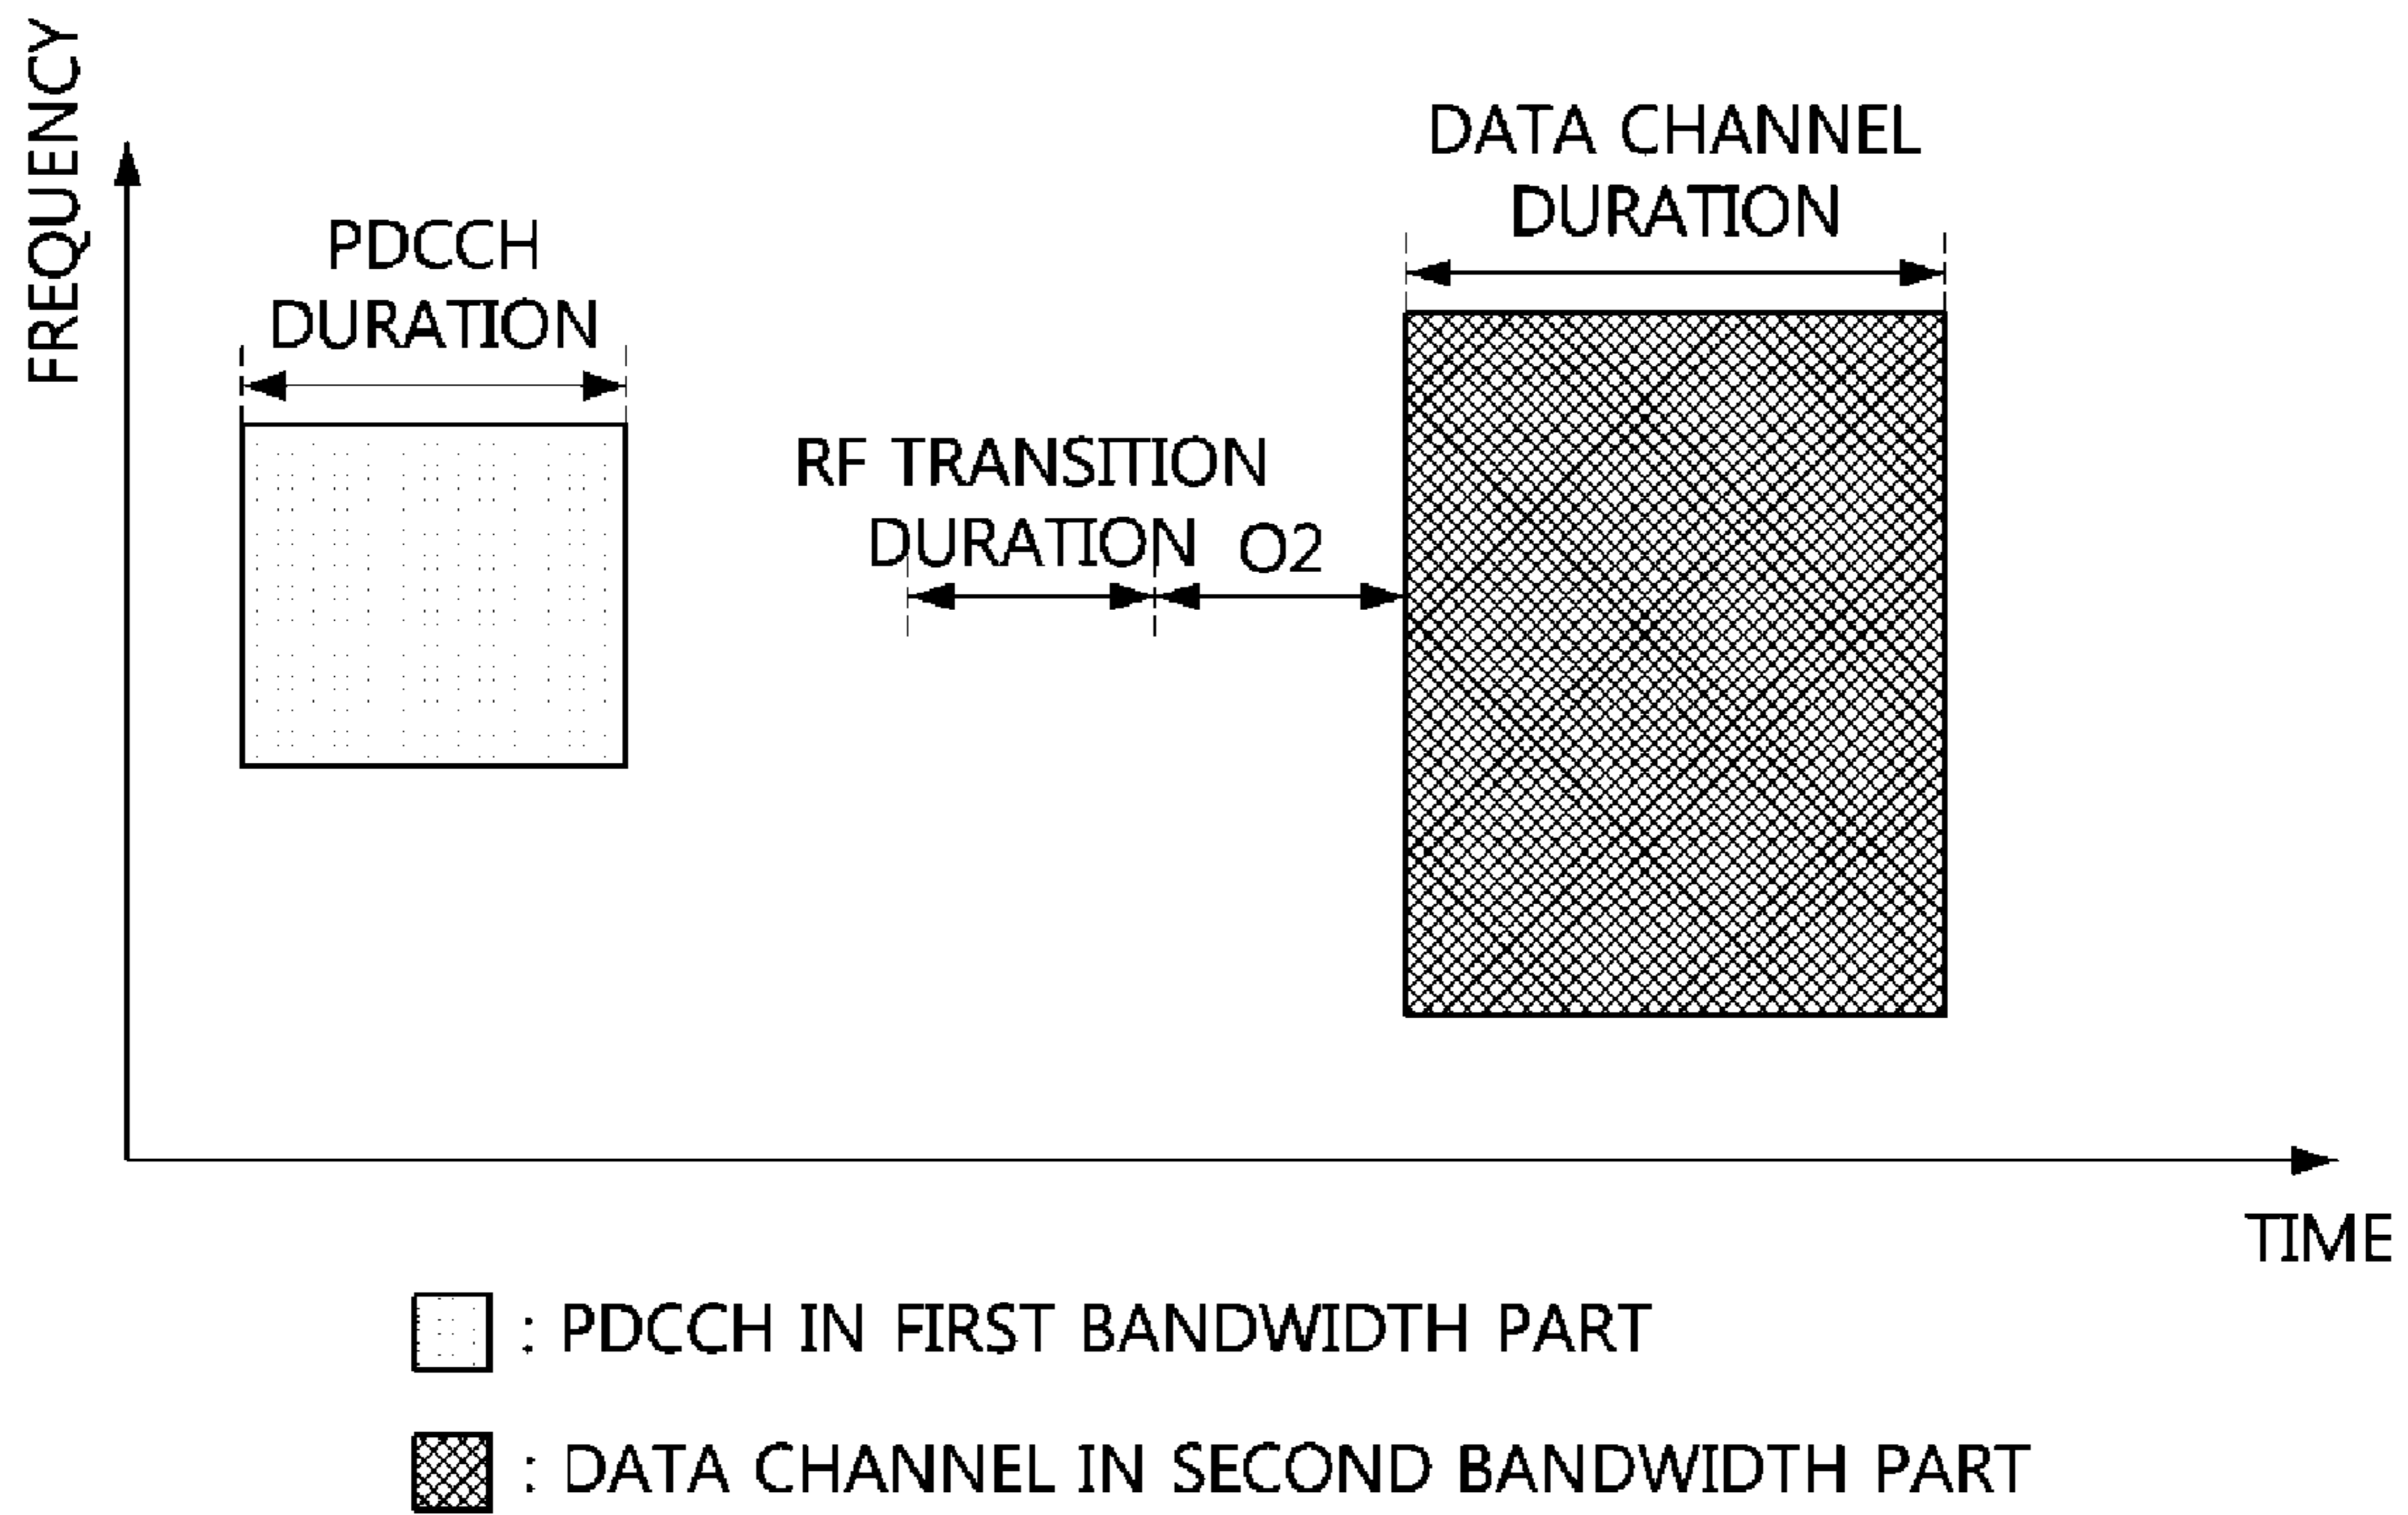 FREQUENCY
PDCCH
DURATION
RF TRANSITION
DURATION
O2
DATA CHANNEL
DURATION
TIME
: PDCCH IN FIRST BANDWIDTH PART
: DATA CHANNEL IN SECOND BANDWIDTH PART